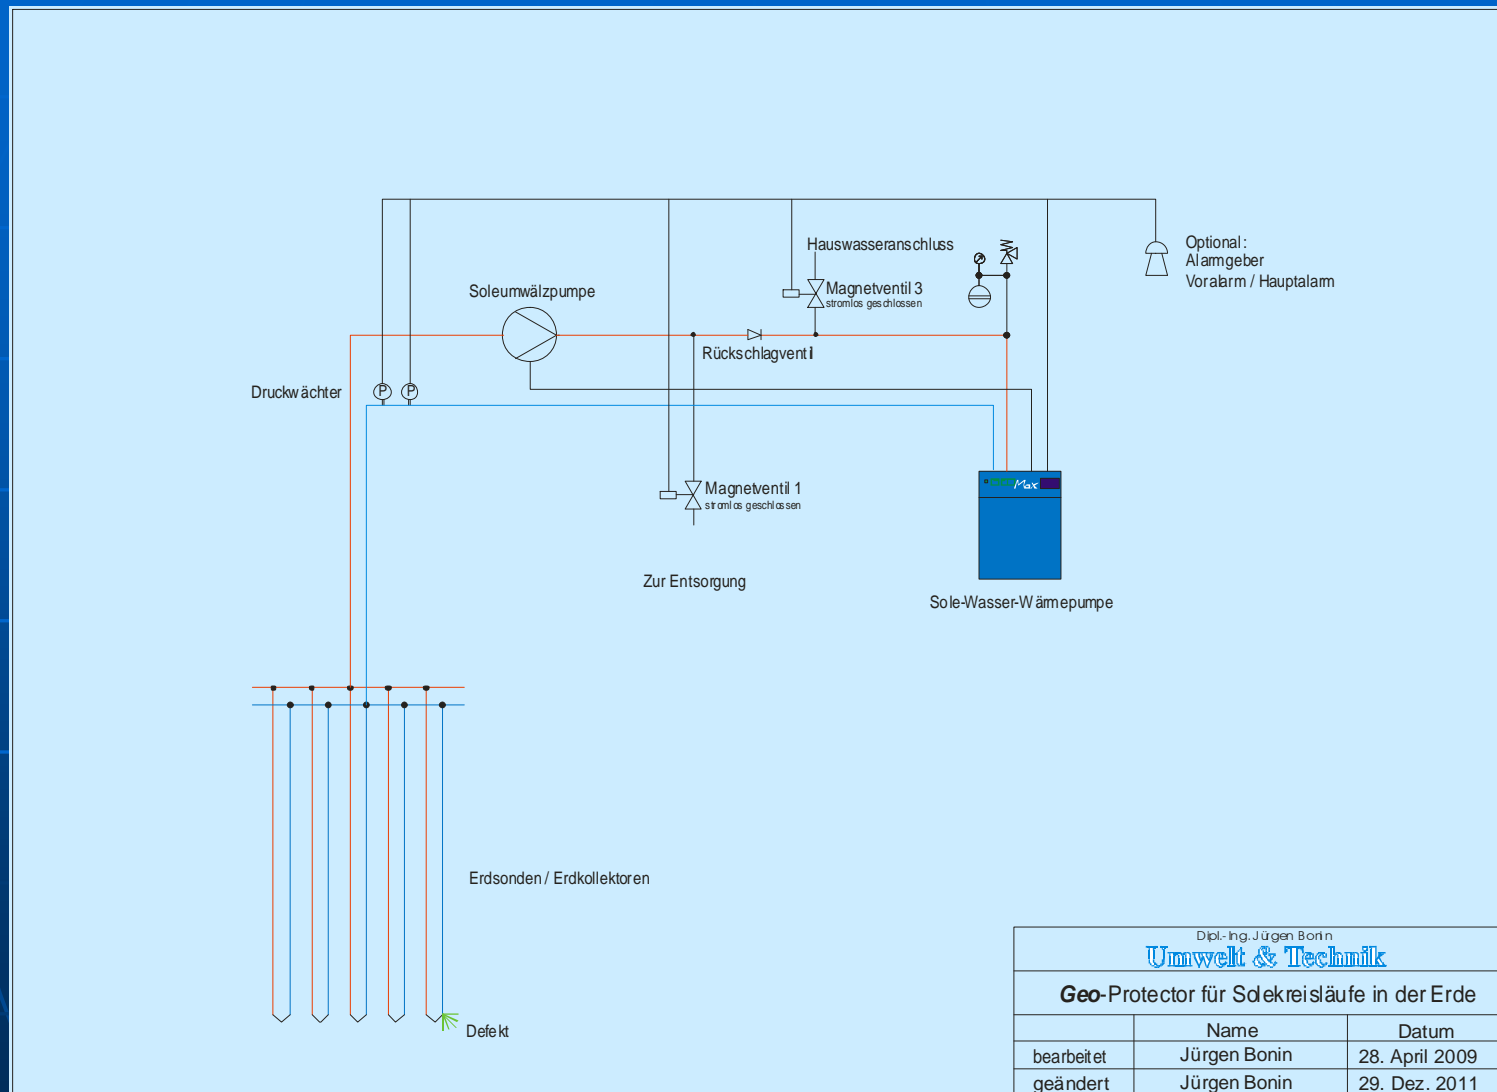 Hauswasseranschluss
Optional:
Alarmgeber
Voralarm / Hauptalarm
Soleumwälzpumpe
Magnetventil 3
stromlos geschlossen
Rückschlagventil
Druckwächter
P
P
Magnetventil 1
stromlos geschlossen
Max
Zur Entsorgung
Sole-Wasser-Wärmepumpe
Erdsonden / Erdkollektoren
Defekt
Dipl.-Ing. Jürgen Bonin
Umwelt & Technik
Geo-Protector für Solekreisläufe in der Erde
Name Datum
bearbeitet Jürgen Bonin 28. April 2009
geändert Jürgen Bonin 29. Dez. 2011